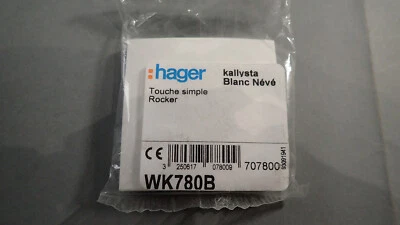 :hager
kallysta
Blanc Névé
Touche simple
Rocker
CE
3 250617 078009
707800
WK780B